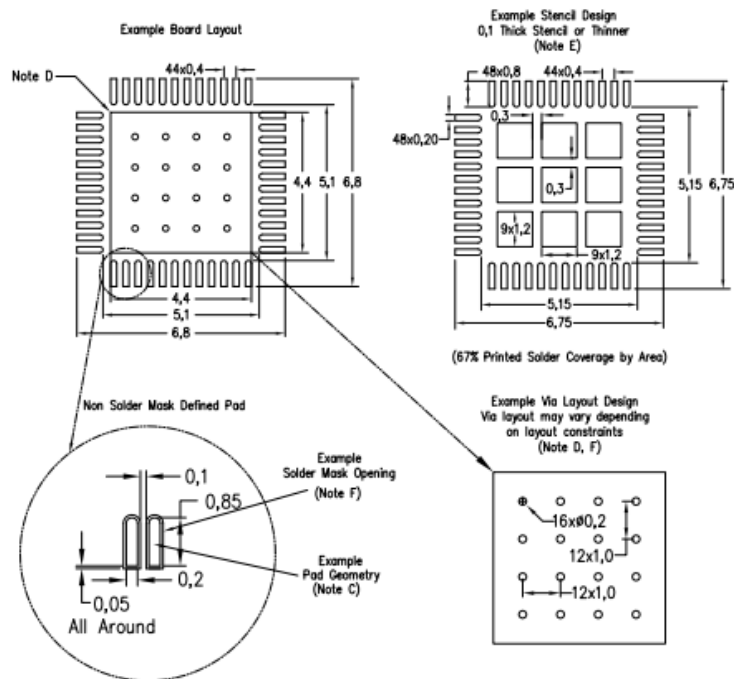 Example Board Layout
Note D
44x0,4
4,4
5,1
6,8
4,4
5,1
6,8
Example Stencil Design
0,1 Thick Stencil or Thinner
(Note E)
48x0,8
44x0,4
0,3
48x0,20
0,3
5,15
6,75
9x1,2
9x1,2
5,15
6,75
(67% Printed Solder Coverage by Area)
Non Solder Mask Defined Pad
Example
Solder Mask Opening
(Note F)
0,1
0,85
Example
Pad Geometry
(Note C)
0,2
0,05
All Around
Example Via Layout Design
Via layout may vary depending
on layout constraints
(Note D, F)
16xø0,2
12x1,0
12x1,0